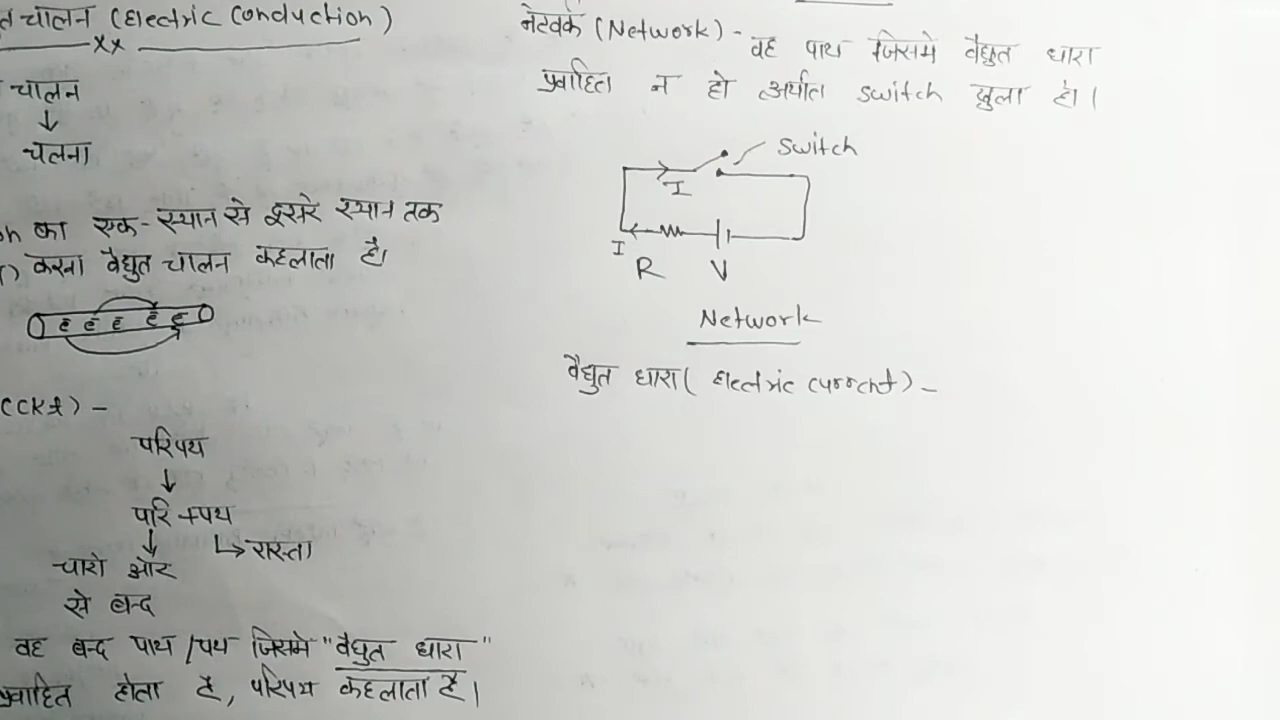 चालन (Electric Conduction)
xx
चालन
↓
चलना
का एक-स्थान से दूसरे स्थान तक
करना वैद्युत चालन कहलाता है।
e e e e e
(CKt) -
परिपथ
↓
परि +पथ
↓ ↳ रास्ता
चारो ओर
से बन्द
वह बन्द पाथ /पथ जिसमे "वैद्युत धारा"
प्रवाहित होता है, परिपथ कहलाता है।
नेटवर्क (Network) -
वह पाथ जिसमे वैद्युत धारा
प्रवाहित न हो अर्थात switch खुला हो।
Switch
I
I
R V
Network
वैद्युत धारा ( Electric current) -